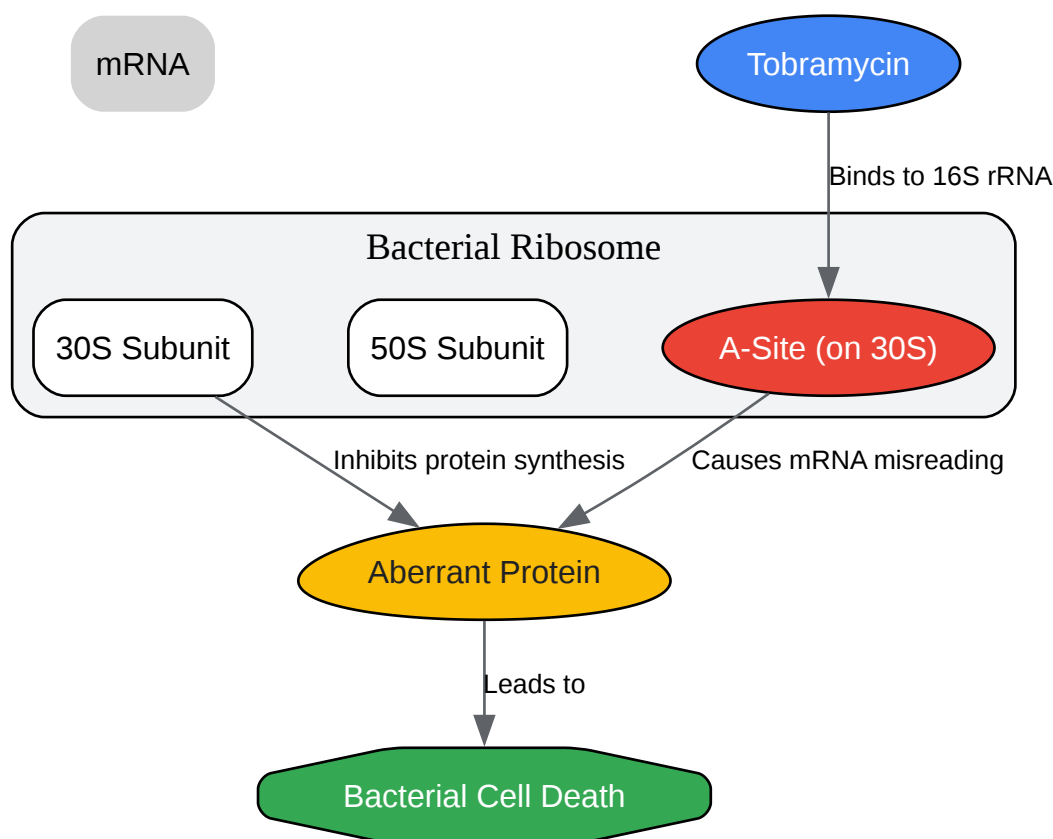 mRNA
Tobramycin
Binds to 16S rRNA
Bacterial Ribosome
30S Subunit
50S Subunit
A-Site (on 30S)
Inhibits protein synthesis
Causes mRNA misreading
Aberrant Protein
Leads to
Bacterial Cell Death